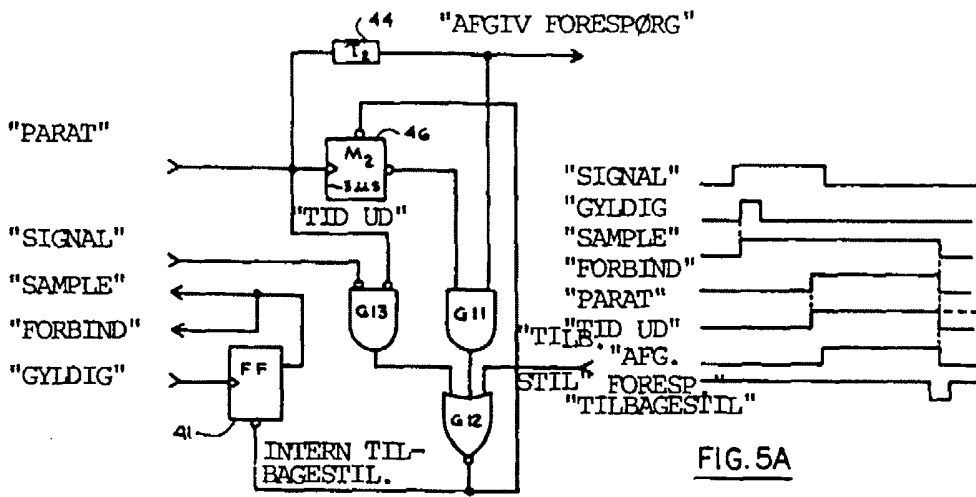 44
"AFGIV FORESPØRG"
T₂
"PARAT"
46
M₂
3µs
"TID UD"
"SIGNAL"
"SAMPLE"
"FORBIND"
"GYLDIG"
G13
G11
"TILB.
STIL"
FF
G12
41
INTERN TIL-
BAGESTIL.
"SIGNAL"
"GYLDIG
"SAMPLE"
"FORBIND"
"PARAT"
"TID UD"
"AFG.
FORESP."
"TILBAGESTIL"
FIG. 5A